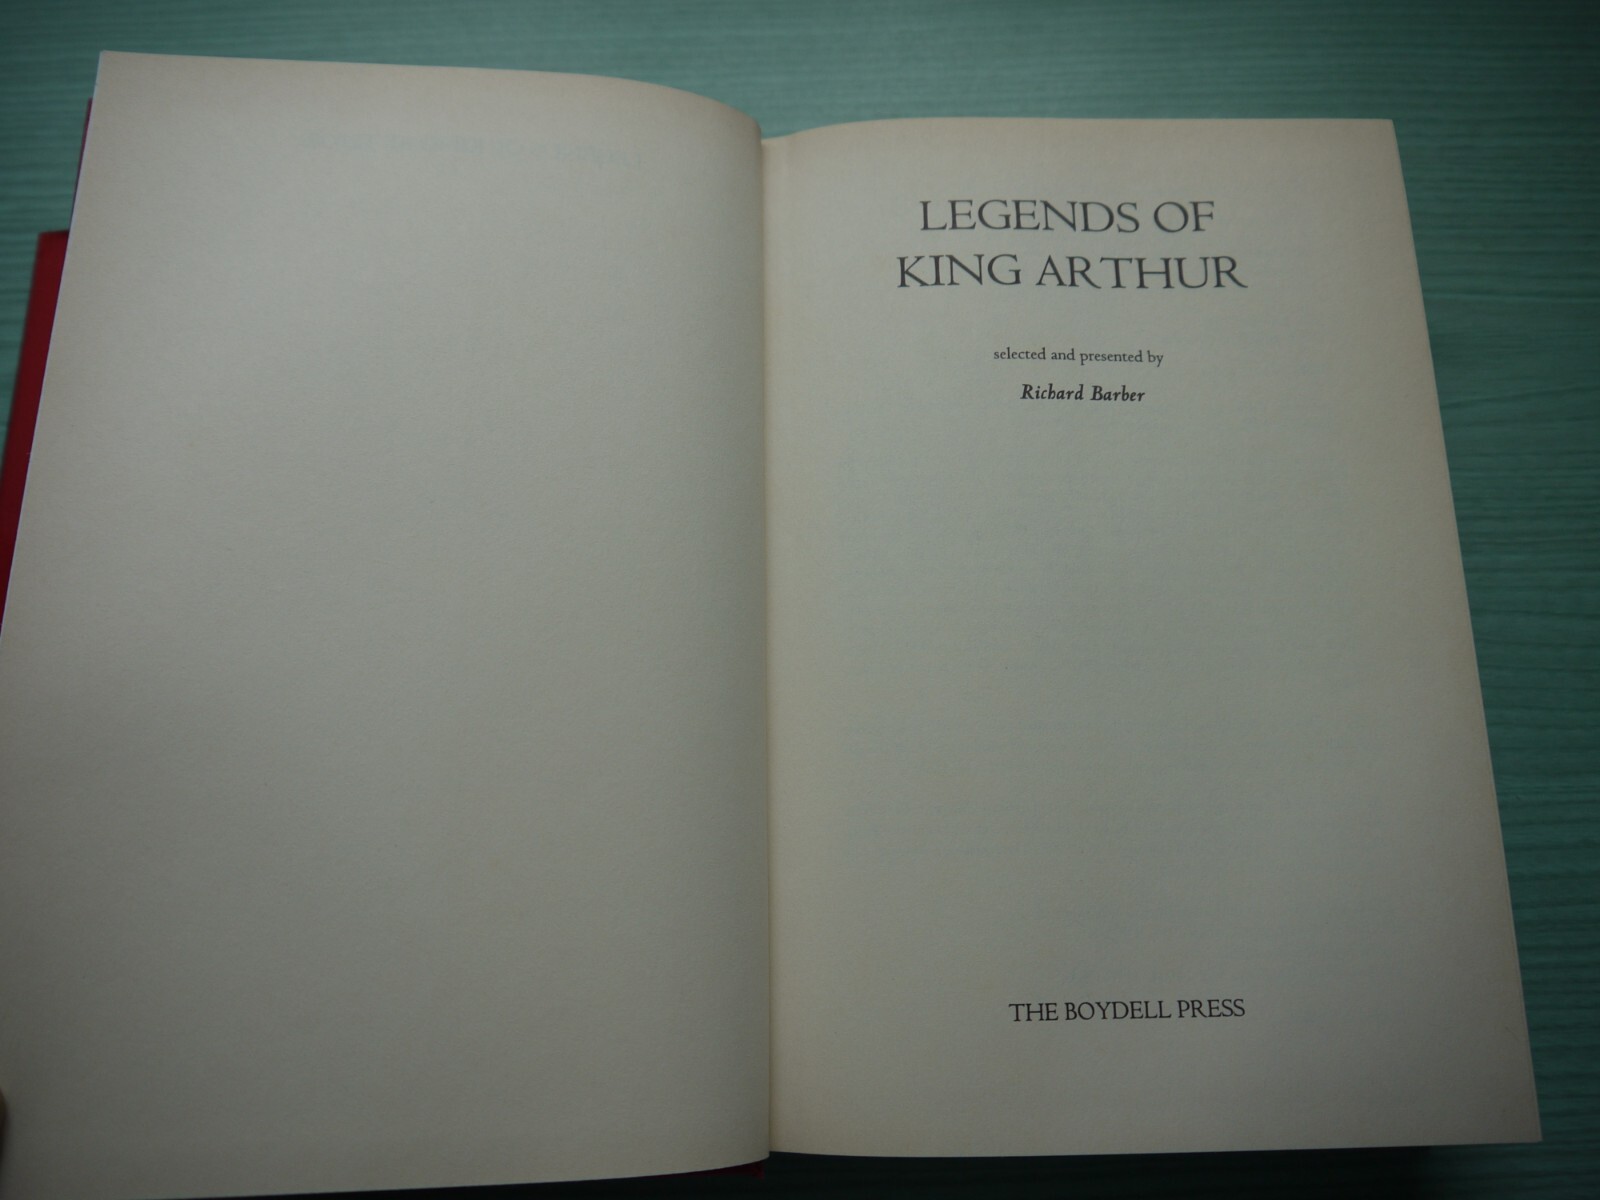 LEGENDS OF
KING ARTHUR
selected and presented by
Richard Barber
THE BOYDELL PRESS